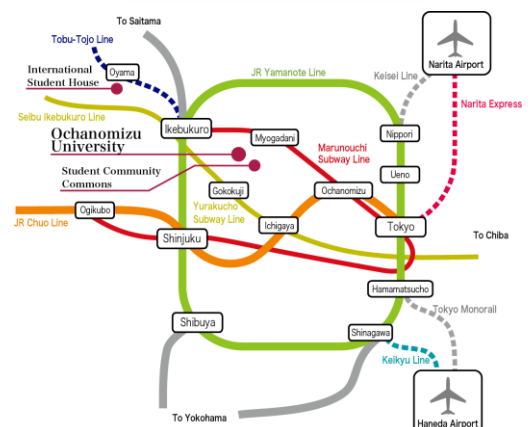 To Saitama
Tobu-Tojo Line
Oyama
International
Student House
JR Yamanote Line
Narita Airport
Keisei Line
Narita Express
Seibu Ikebukuro Line
Ikebukuro
Myogadani
Nippori
Ochanomizu
University
Marunouchi
Subway Line
Student Community
Commons
Ueno
Gokokuji
Ochanomizu
Yurakucho
Subway Line
Ogikubo
JR Chuo Line
Shinjuku
Ichigaya
Tokyo
To Chiba
Hamamatsucho
Tokyo Monorail
Shibuya
Shinagawa
Keikyu Line
To Yokohama
Haneda Airport